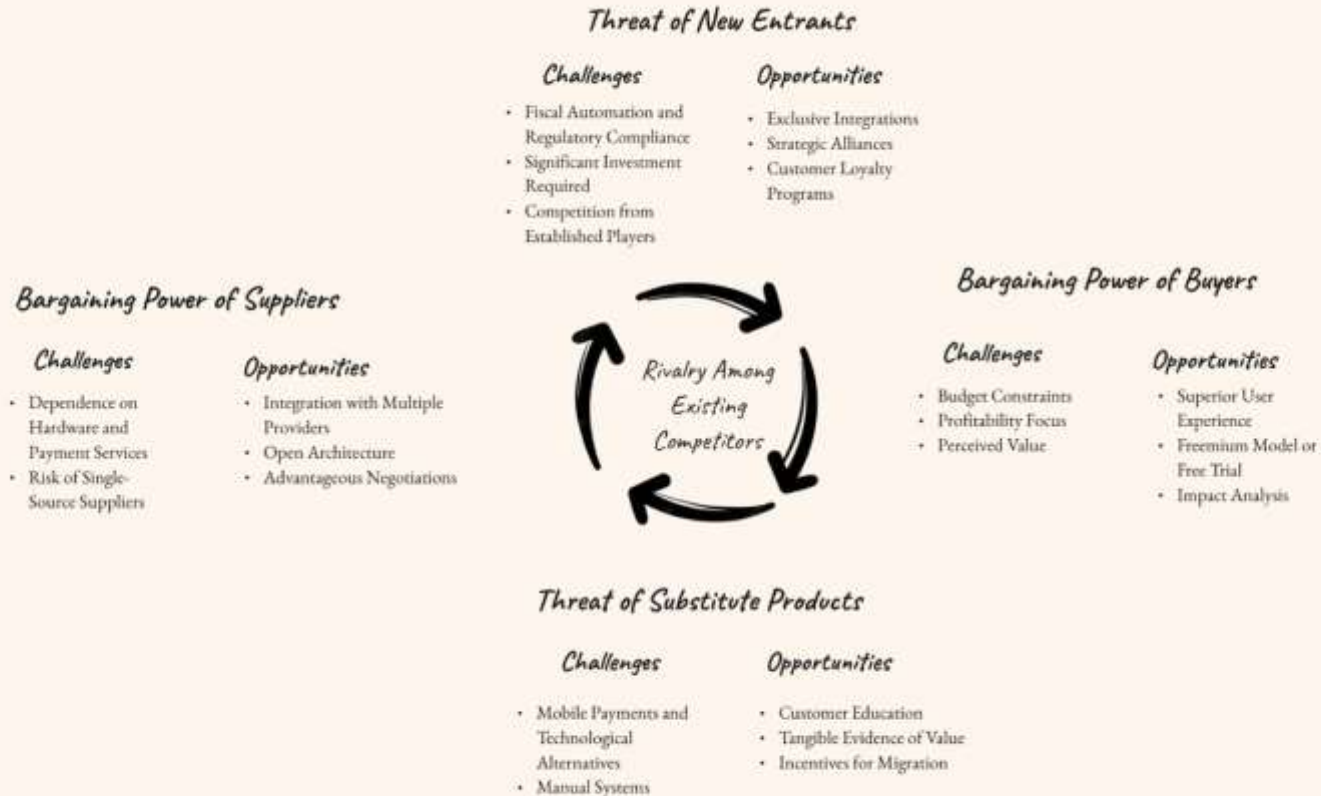 Threat of New Entrants
Challenges
• Fiscal Automation and
Regulatory Compliance
• Significant Investment
Required
• Competition from
Established Players
Opportunities
• Exclusive Integrations
• Strategic Alliances
• Customer Loyalty
Programs
Bargaining Power of Suppliers
Challenges
• Dependence on
Hardware and
Payment Services
• Risk of Single-
Source Suppliers
Opportunities
• Integration with Multiple
Providers
• Open Architecture
• Advantageous Negotiations
Rivalry Among
Existing
Competitors
Bargaining Power of Buyers
Challenges
• Budget Constraints
• Profitability Focus
• Perceived Value
Opportunities
• Superior User
Experience
• Freemium Model or
Free Trial
• Impact Analysis
Threat of Substitute Products
Challenges
• Mobile Payments and
Technological
Alternatives
• Manual Systems
Opportunities
• Customer Education
• Tangible Evidence of Value
• Incentives for Migration